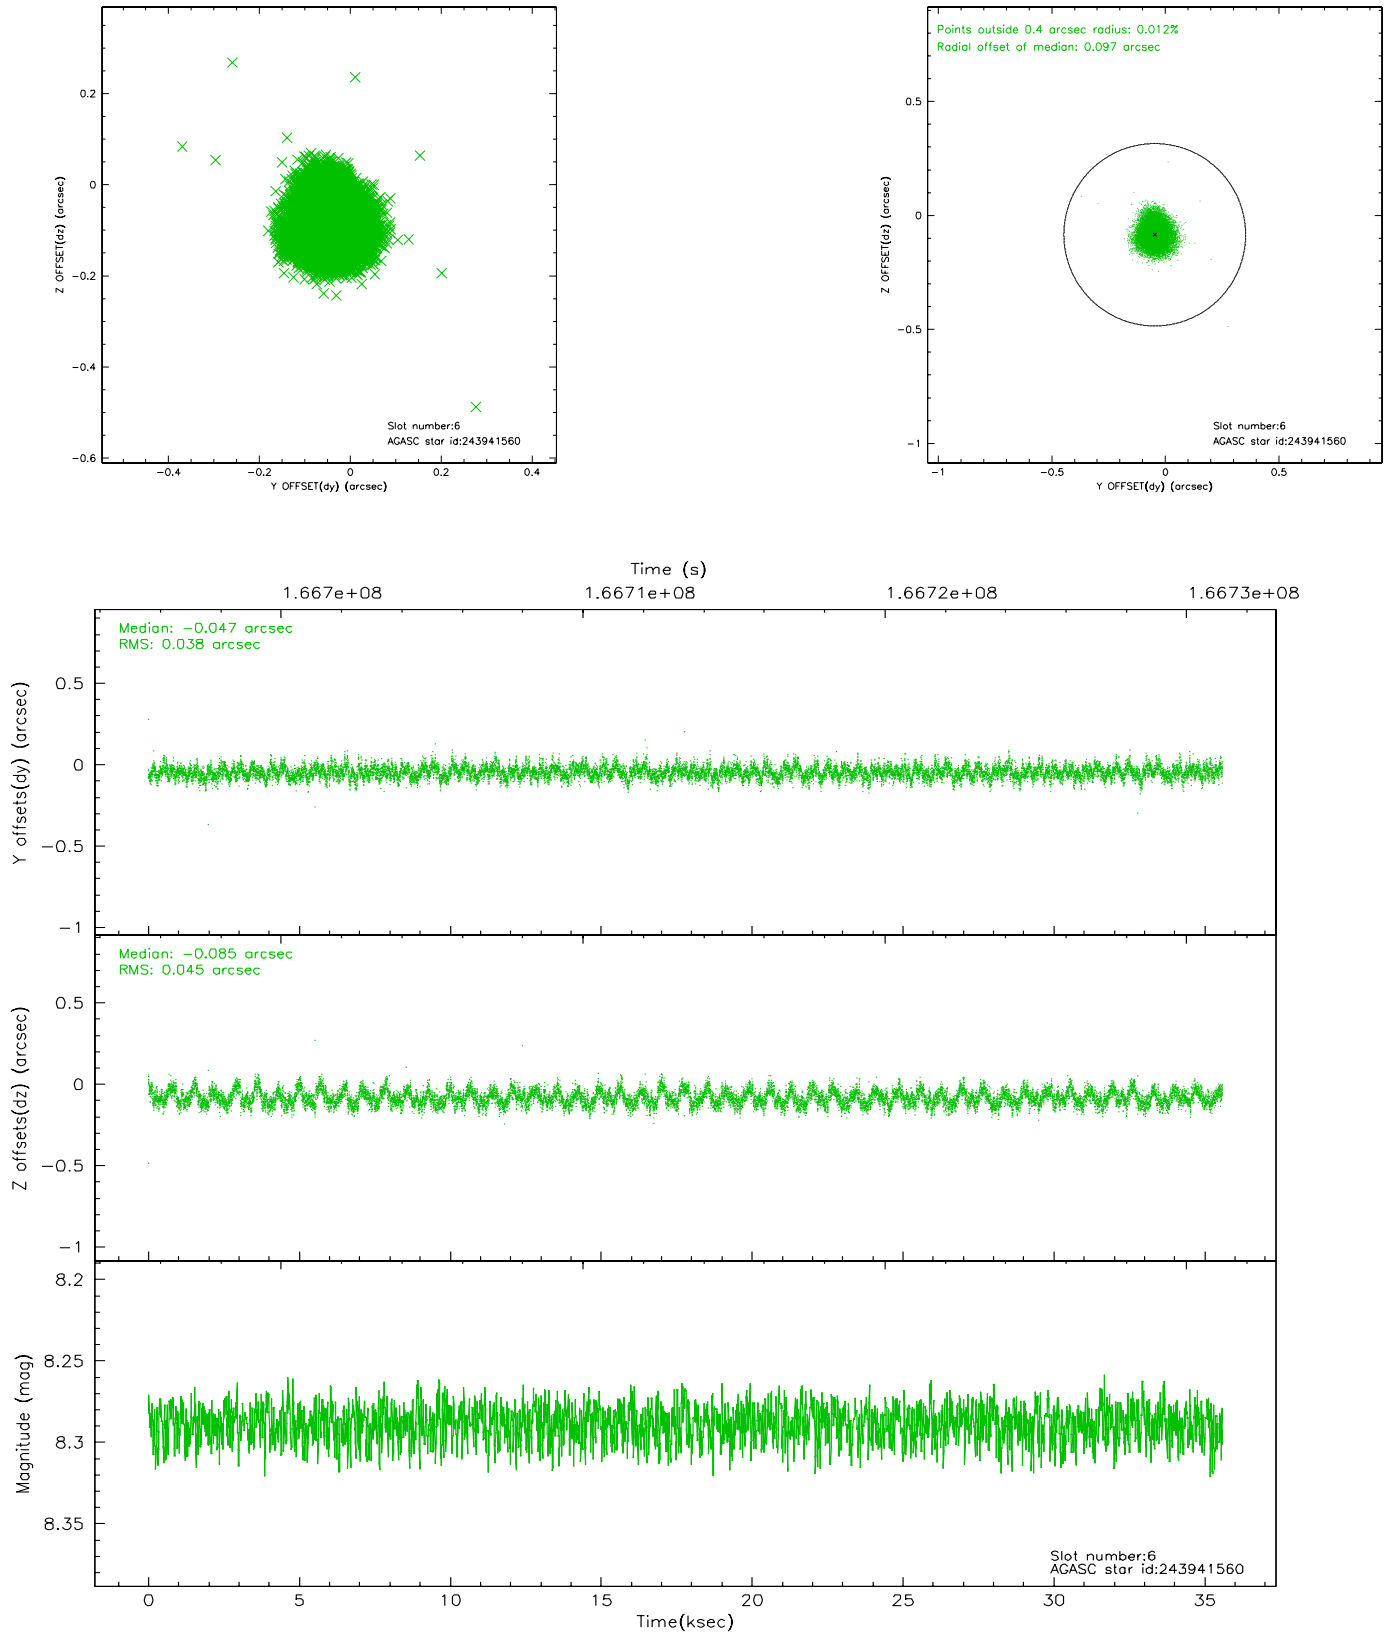 0.2
0
−0.2
−0.4
−0.6
Z OFFSET(dz) (arcsec)
Slot number:6
AGASC star id:243941560
−0.4 −0.2 0 0.2 0.4
Y OFFSET(dy) (arcsec)
Points outside 0.4 arcsec radius: 0.012%
Radial offset of median: 0.097 arcsec
0.5
0
−0.5
−1
Z OFFSET(dz) (arcsec)
Slot number:6
AGASC star id:243941560
−1 −0.5 0 0.5
Y OFFSET(dy) (arcsec)
Time (s)
1.667e+08 1.6671e+08 1.6672e+08 1.6673e+08
Median: −0.047 arcsec
RMS: 0.038 arcsec
0.5
0
−0.5
−1
Y offsets(dy) (arcsec)
Median: −0.085 arcsec
RMS: 0.045 arcsec
0.5
0
−0.5
−1
Z offsets(dz) (arcsec)
8.2
8.25
8.3
8.35
Magnitude (mag)
Slot number:6
AGASC star id:243941560
0 5 10 15 20 25 30 35
Time(ksec)